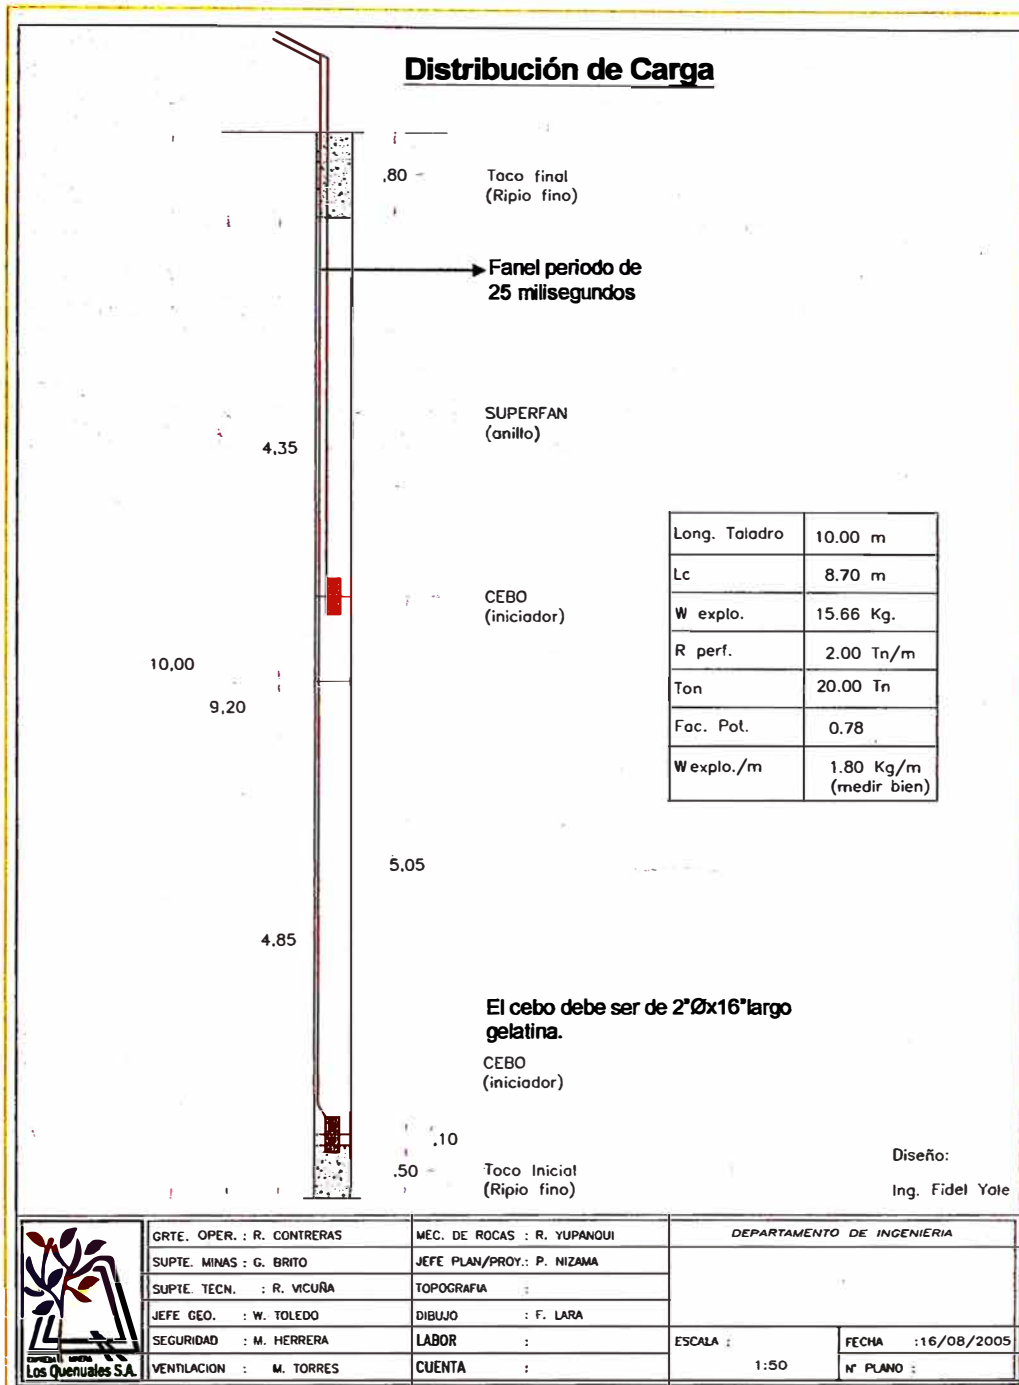 Distribución de Carga
,80
Taco final
(Ripio fino)
Fanel periodo de
25 milisegundos
SUPERFAN
(anillo)
4,35
CEBO
(iniciador)
10,00
9,20
Long. Taladro 10.00 m
Lc 8.70 m
W explo. 15.66 Kg.
R perf. 2.00 Tn/m
Ton 20.00 Tn
Fac. Pot. 0.78
W explo./m 1.80 Kg/m
(medir bien)
5,05
4,85
El cebo debe ser de 2"Øx16"largo
gelatina.
CEBO
(iniciador)
,10
,50
Taco Inicial
(Ripio fino)
Diseño:
Ing. Fidel Yale
GRTE. OPER. : R. CONTRERAS
SUPTE. MINAS : G. BRITO
SUPTE. TECN. : R. VICUÑA
JEFE GEO. : W. TOLEDO
SEGURIDAD : M. HERRERA
VENTILACION : M. TORRES
MEC. DE ROCAS : R. YUPANQUI
JEFE PLAN/PROY.: P. NIZAMA
TOPOGRAFIA :
DIBUJO : F. LARA
LABOR :
CUENTA :
DEPARTAMENTO DE INGENIERIA
ESCALA :
1:50
FECHA :16/08/2005
N° PLANO :
EMPRESA MINERA
Los Quenuales S.A.